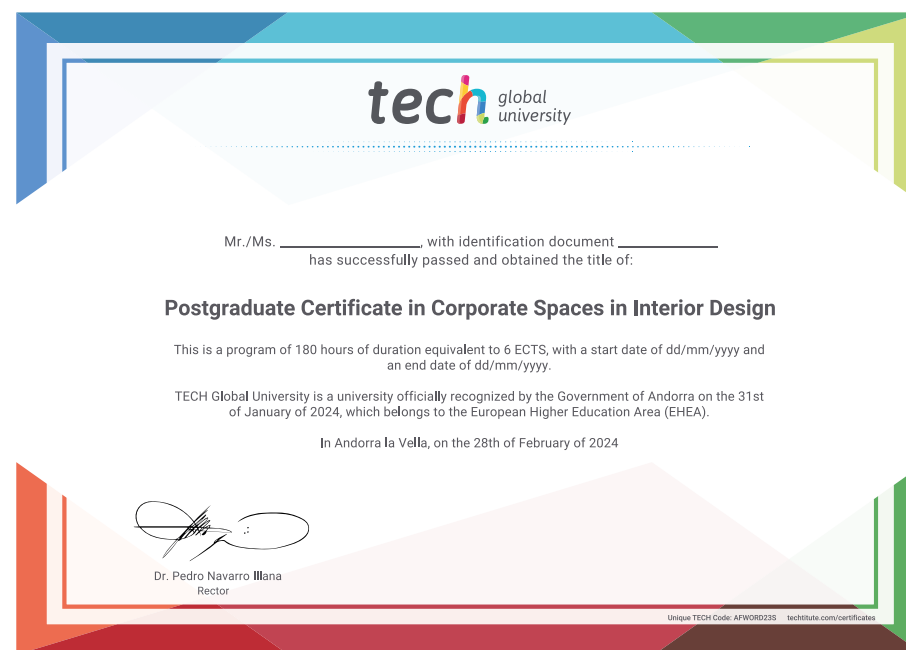 tech global university
Mr./Ms. ____________, with identification document ____________
has successfully passed and obtained the title of:
Postgraduate Certificate in Corporate Spaces in Interior Design
This is a program of 180 hours of duration equivalent to 6 ECTS, with a start date of dd/mm/yyyy and
an end date of dd/mm/yyyy.
TECH Global University is a university officially recognized by the Government of Andorra on the 31st
of January of 2024, which belongs to the European Higher Education Area (EHEA).
In Andorra la Vella, on the 28th of February of 2024
Dr. Pedro Navarro Illana
Rector
Unique TECH Code: AFWORD23S techtitute.com/certificates